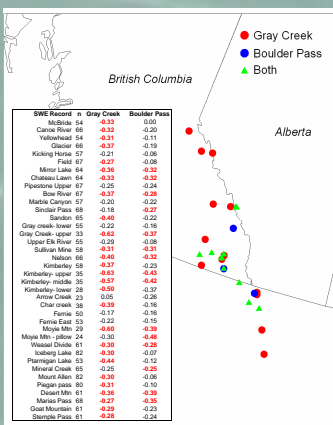 Gray Creek
Boulder Pass
Both
British Columbia
Alberta
SWE Record n Gray Creek Boulder Pass
McBride 54 -0.33 0.00
Canoe River 66 -0.32 -0.20
Yellowhead 54 -0.31 -0.11
Glacier 66 -0.37 -0.19
Kicking Horse 57 -0.21 -0.06
Field 67 -0.27 -0.08
Mirror Lake 64 -0.36 -0.32
Chateau Lawn 64 -0.33 -0.32
Pipestone Upper 67 -0.25 -0.24
Bow River 67 -0.37 -0.28
Marble Canyon 57 -0.20 -0.22
Sinclair Pass 68 -0.18 -0.27
Sandon 65 -0.40 -0.22
Gray creek- lower 55 -0.22 -0.16
Gray Creek- upper 33 -0.62 -0.37
Upper Elk River 55 -0.29 -0.08
Sullivan Mine 58 -0.31 -0.31
Nelson 66 -0.40 -0.32
Kimberley 58 -0.37 -0.23
Kimberley- upper 35 -0.63 -0.43
Kimberley- middle 35 -0.57 -0.42
Kimberley- lower 28 -0.50 -0.37
Arrow Creek 23 0.05 -0.26
Char creek 38 -0.39 -0.16
Fernie 50 -0.17 -0.16
Fernie East 53 -0.22 -0.15
Moyie Mtn 29 -0.60 -0.39
Moyie Mtn - pillow 24 -0.30 -0.48
Weasel Divide 61 -0.30 -0.28
Iceberg Lake 82 -0.30 -0.07
Ptarmigan Lake 53 -0.44 -0.12
Mineral Creek 65 -0.25 -0.25
Mount Allen 82 -0.30 -0.06
Piegan pass 80 -0.31 -0.10
Desert Mtn 61 -0.36 -0.39
Marias Pass 68 -0.27 -0.35
Goat Mountain 61 -0.29 -0.23
Stemple Pass 61 -0.28 -0.24